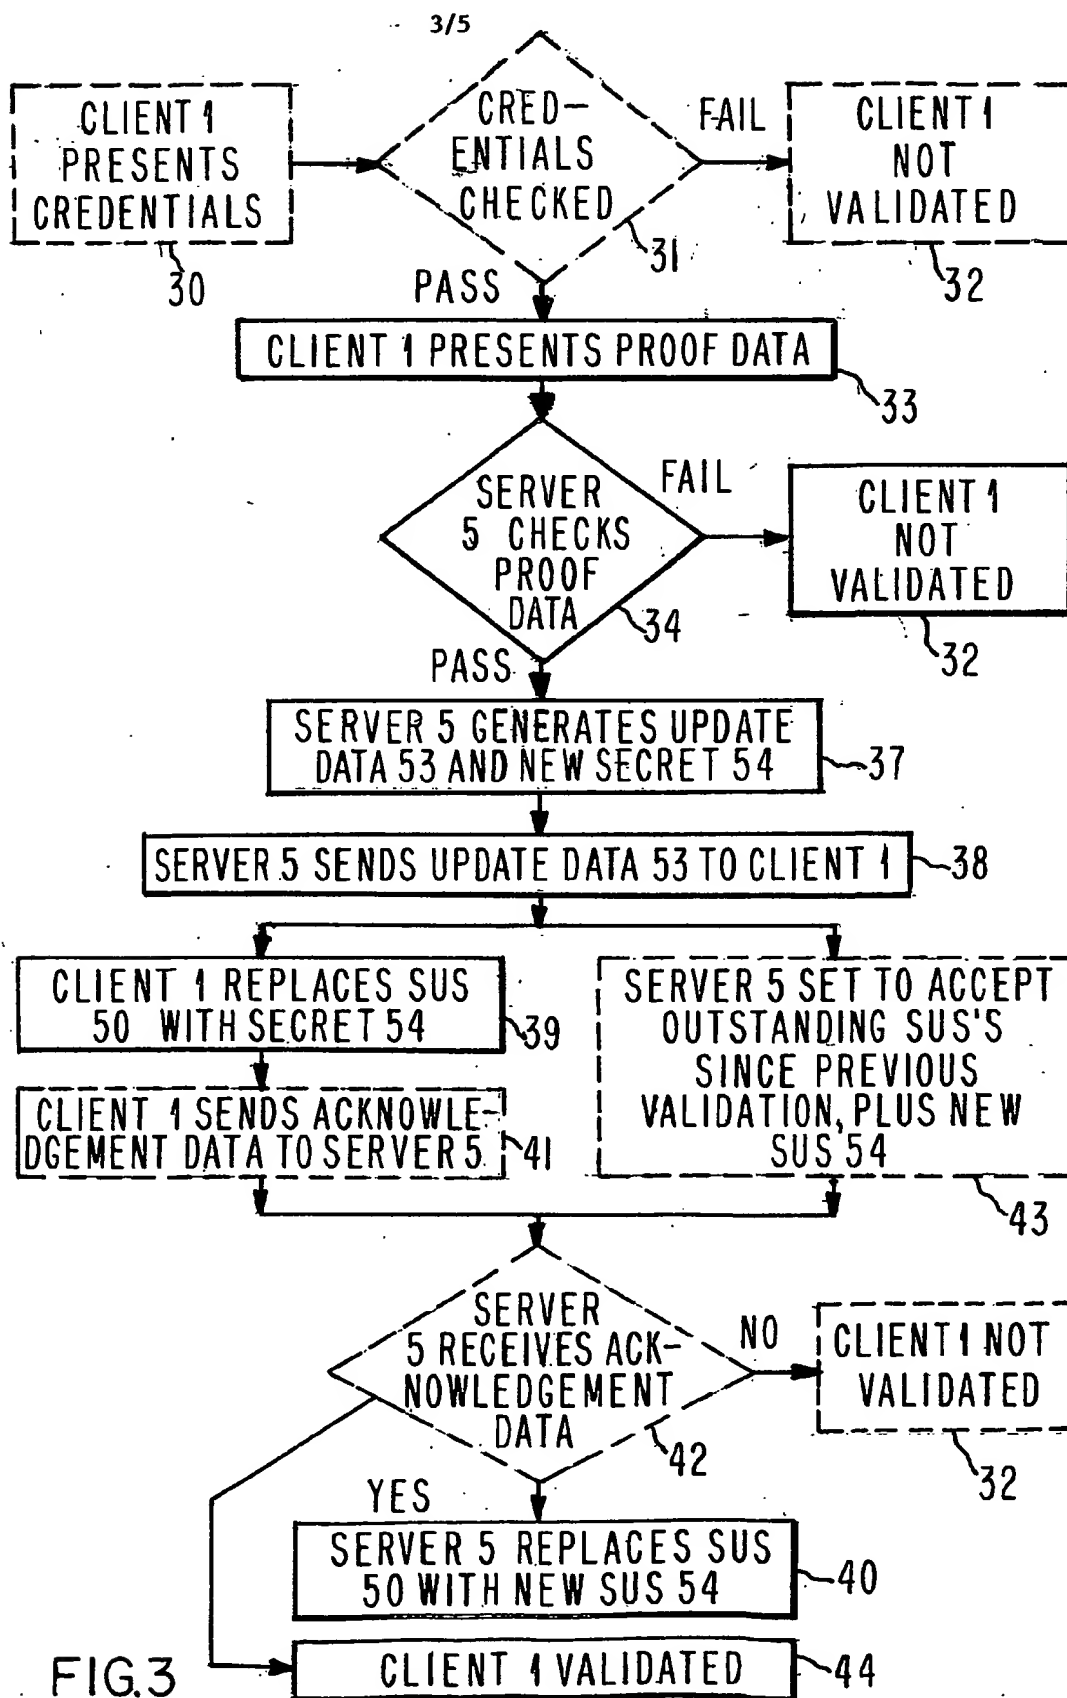 3/5
CLIENT 1
PRESENTS
CREDENTIALS
30
CRED-
ENTIALS
CHECKED
31
FAIL
CLIENT 1
NOT
VALIDATED
32
PASS
CLIENT 1 PRESENTS PROOF DATA
33
SERVER
5 CHECKS
PROOF
DATA
34
FAIL
CLIENT 1
NOT
VALIDATED
32
PASS
SERVER 5 GENERATES UPDATE
DATA 53 AND NEW SECRET 54
37
SERVER 5 SENDS UPDATE DATA 53 TO CLIENT 1
38
CLIENT 1 REPLACES SUS
50 WITH SECRET 54
39
CLIENT 1 SENDS ACKNOWLE-
DGEMENT DATA TO SERVER 5
41
SERVER 5 SET TO ACCEPT
OUTSTANDING SUS'S
SINCE PREVIOUS
VALIDATION, PLUS NEW
SUS 54
43
SERVER
5 RECEIVES ACK-
NOWLEDGEMENT
DATA
42
NO
CLIENT 1 NOT
VALIDATED
32
YES
SERVER 5 REPLACES SUS
50 WITH NEW SUS 54
40
CLIENT 1 VALIDATED
44
FIG.3